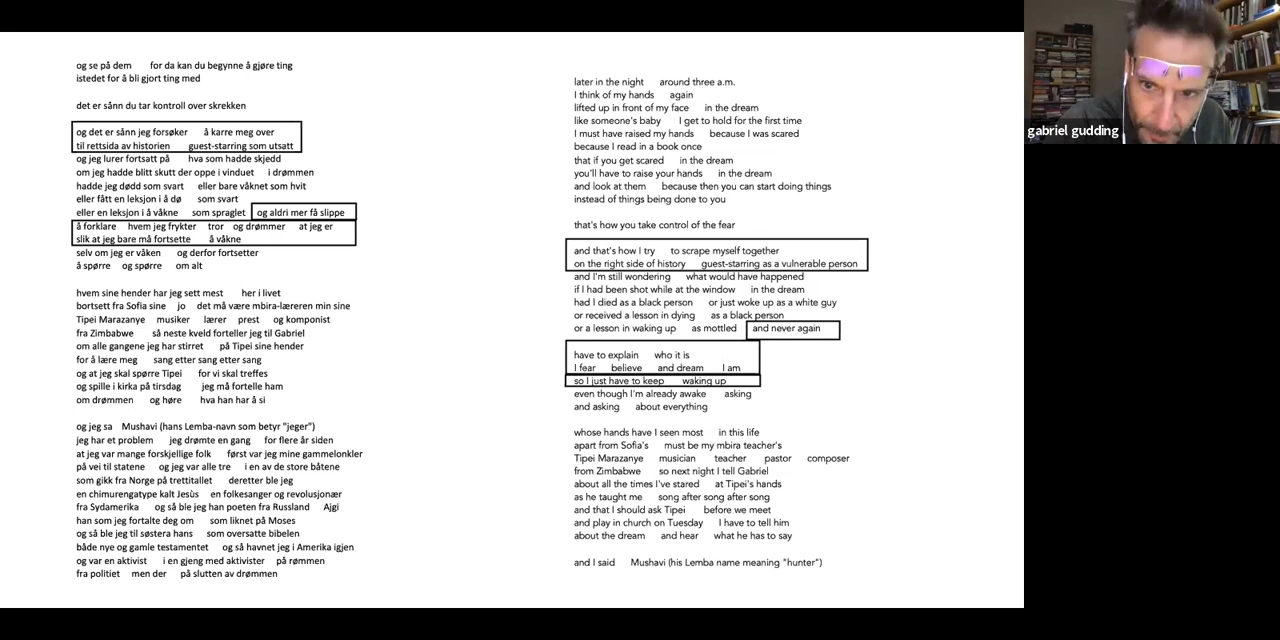 og se på dem for da kan du begynne å gjøre ting
istedet for å bli gjort ting med
det er sånn du tar kontroll over skrekken
og det er sånn jeg forsøker å karre meg over
til rettsida av historien guest-starring som utsatt
og jeg lurer fortsatt på hva som hadde skjedd
om jeg hadde blitt skutt der oppe i vinduet i drømmen
hadde jeg dødd som svart eller bare våknet som hvit
eller fått en leksjon i å dø som svart
eller en leksjon i å våkne som spraglet og aldri mer få slippe
å forklare hvem jeg frykter tror og drømmer at jeg er
slik at jeg bare må fortsette å våkne
selv om jeg er våken og derfor fortsetter
å spørre og spørre om alt
hvem sine hender har jeg sett mest her i livet
bortsett fra Sofia sine jo det må være mbira-læreren min sine
Tipei Marazanye musiker lærer prest og komponist
fra Zimbabwe så neste kveld forteller jeg til Gabriel
om alle gangene jeg har stirret på Tipei sine hender
for å lære meg sang etter sang etter sang
og at jeg skal spørre Tipei for vi skal treffes
og spille i kirka på tirsdag jeg må fortelle ham
om drømmen og høre hva han har å si
og jeg sa Mushavi (hans Lemba-navn som betyr "jeger")
jeg har et problem jeg drømte en gang for flere år siden
at jeg var mange forskjellige folk først var jeg mine gammelonkler
på vei til statene og jeg var alle tre i en av de store båtene
som gikk fra Norge på trettitallet deretter ble jeg
en chimurengatype kalt Jesùs en folkesanger og revolusjonær
fra Sydamerika og så ble jeg han poeten fra Russland Ajgi
han som jeg fortalte deg om som liknet på Moses
og så ble jeg til søstera hans som oversatte bibelen
både nye og gamle testamentet og så havnet jeg i Amerika igjen
og var en aktivist i en gjeng med aktivister på rømmen
fra politiet men der på slutten av drømmen
later in the night around three a.m.
I think of my hands again
lifted up in front of my face in the dream
like someone's baby I get to hold for the first time
I must have raised my hands because I was scared
because I read in a book once
that if you get scared in the dream
you'll have to raise your hands in the dream
and look at them because then you can start doing things
instead of things being done to you
that's how you take control of the fear
and that's how I try to scrape myself together
on the right side of history guest-starring as a vulnerable person
and I'm still wondering what would have happened
if I had been shot while at the window in the dream
had I died as a black person or just woke up as a white guy
or received a lesson in dying as a black person
or a lesson in waking up as mottled and never again
have to explain who it is
I fear believe and dream I am
so I just have to keep waking up
even though I'm already awake asking
and asking about everything
whose hands have I seen most in this life
apart from Sofia's must be my mbira teacher's
Tipei Marazanye musician teacher pastor composer
from Zimbabwe so next night I tell Gabriel
about all the times I've stared at Tipei's hands
as he taught me song after song after song
and that I should ask Tipei before we meet
and play in church on Tuesday I have to tell him
about the dream and hear what he has to say
and I said Mushavi (his Lemba name meaning "hunter")
gabriel gudding